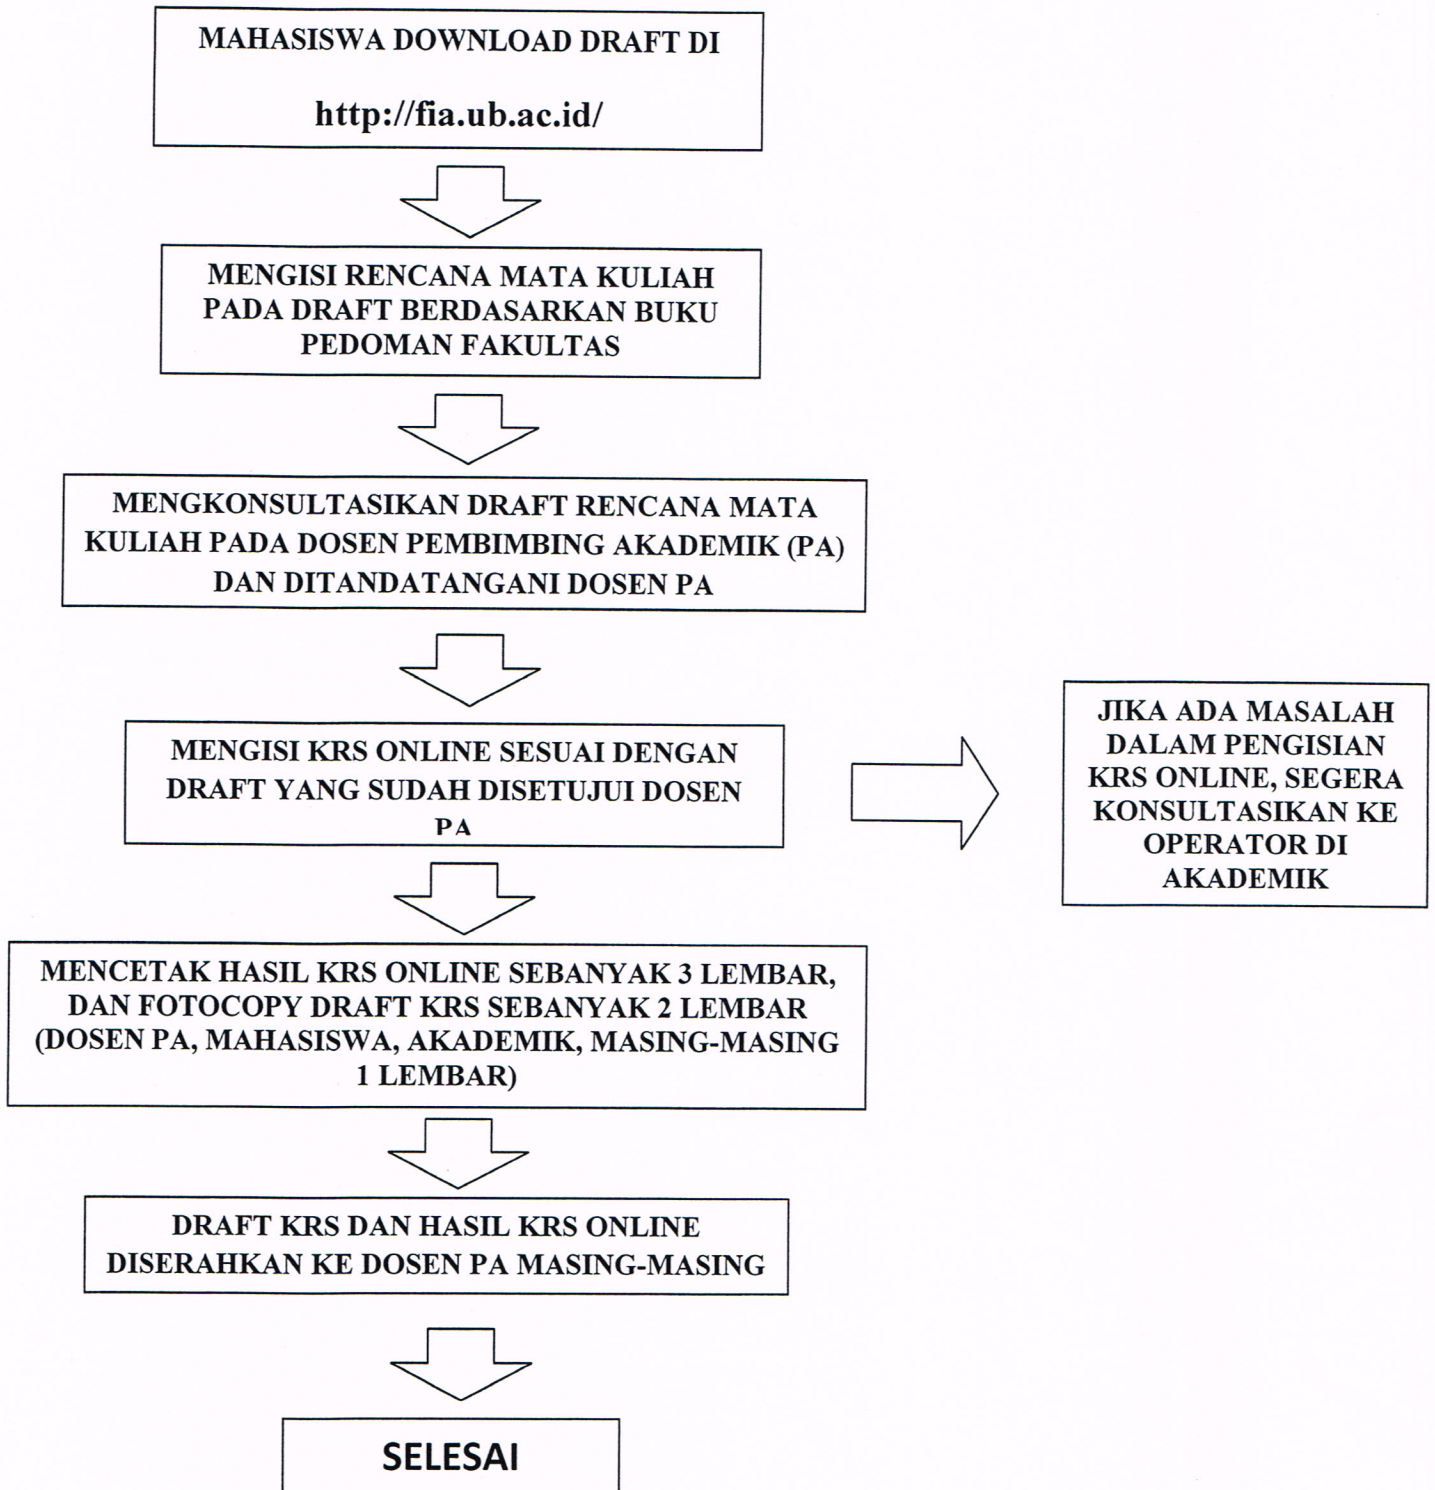 MAHASISWA DOWNLOAD DRAFT DI
http://fia.ub.ac.id/
MENGISI RENCANA MATA KULIAH
PADA DRAFT BERDASARKAN BUKU
PEDOMAN FAKULTAS
MENGKONSULTASIKAN DRAFT RENCANA MATA
KULIAH PADA DOSEN PEMBIMBING AKADEMIK (PA)
DAN DITANDATANGANI DOSEN PA
MENGISI KRS ONLINE SESUAI DENGAN
DRAFT YANG SUDAH DISETUJUI DOSEN
PA
JIKA ADA MASALAH
DALAM PENGISIAN
KRS ONLINE, SEGERA
KONSULTASIKAN KE
OPERATOR DI
AKADEMIK
MENCETAK HASIL KRS ONLINE SEBANYAK 3 LEMBAR,
DAN FOTOCOPY DRAFT KRS SEBANYAK 2 LEMBAR
(DOSEN PA, MAHASISWA, AKADEMIK, MASING-MASING
1 LEMBAR)
DRAFT KRS DAN HASIL KRS ONLINE
DISERAHKAN KE DOSEN PA MASING-MASING
SELESAI